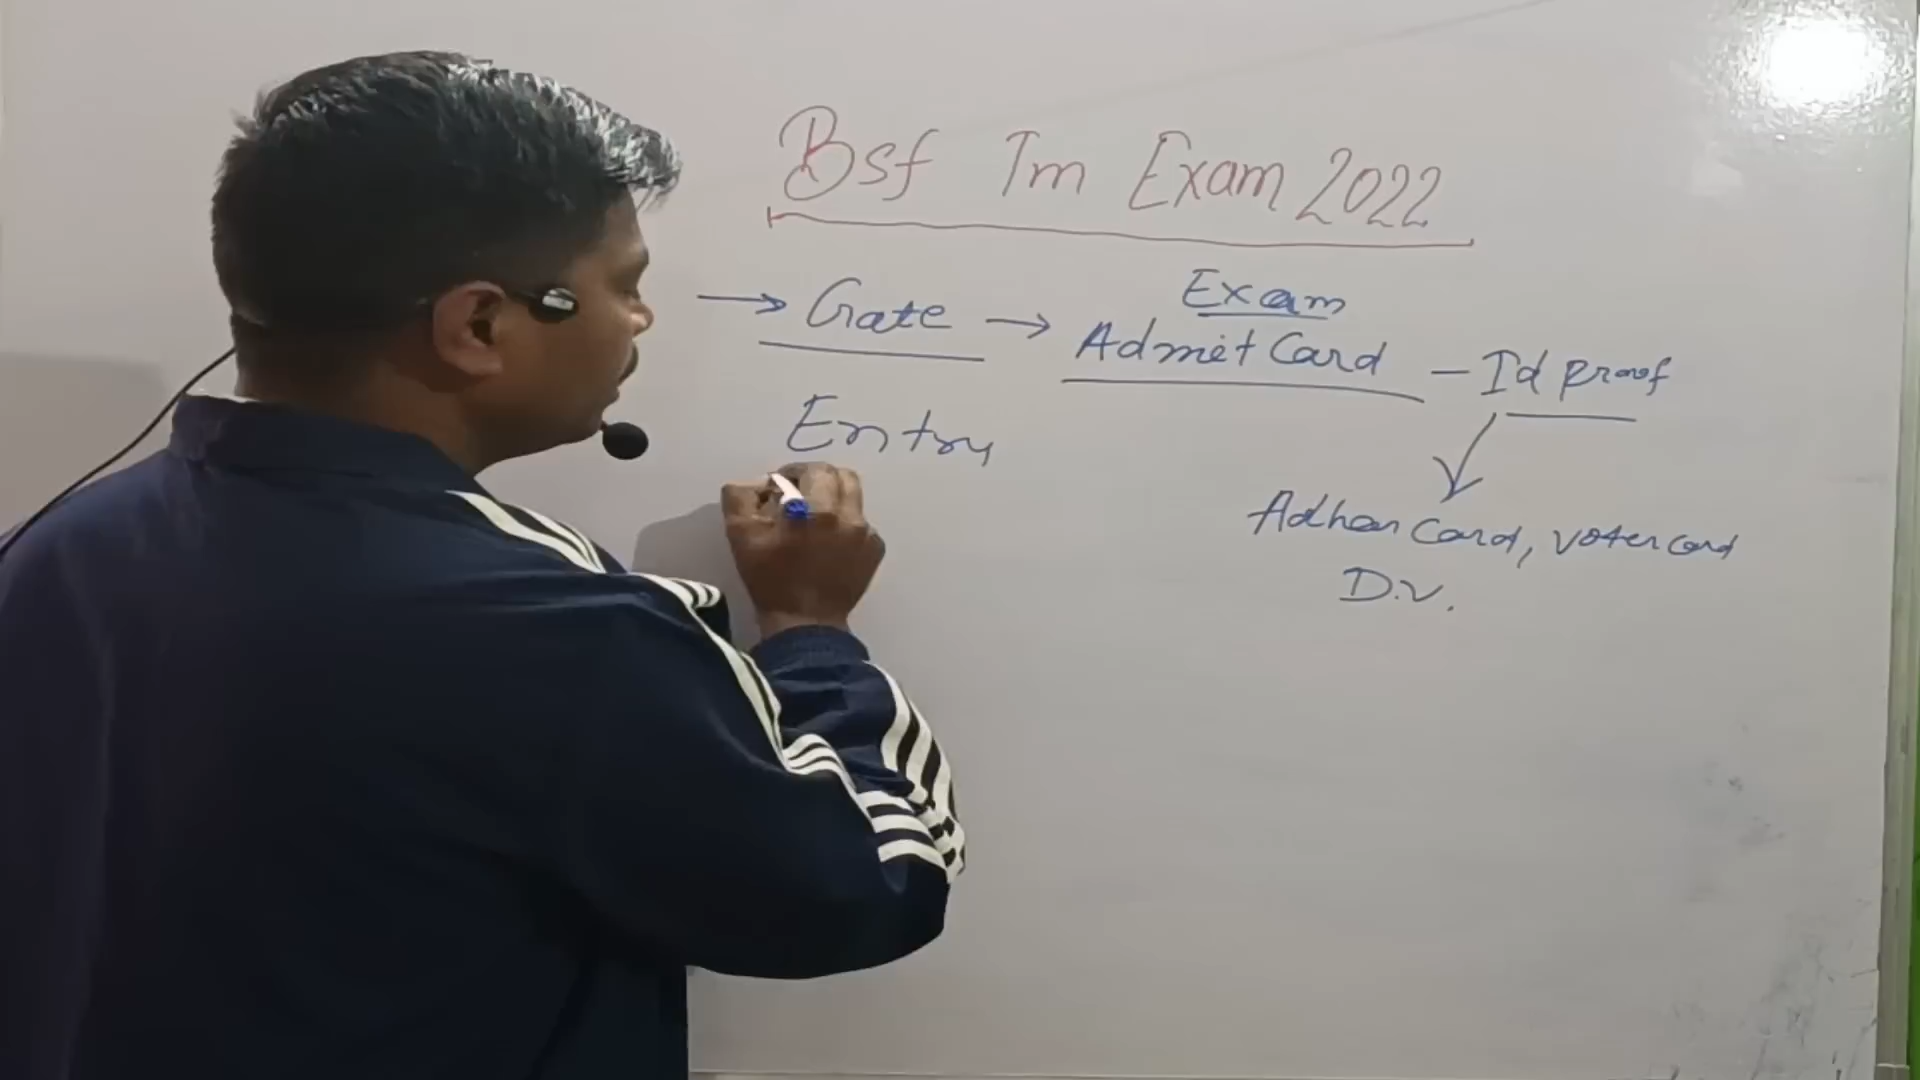 Bsf Tm Exam 2022
→ Gate → Exam Admit Card - Id proof
Entry
Adhar Card, Voter Card
D.V.